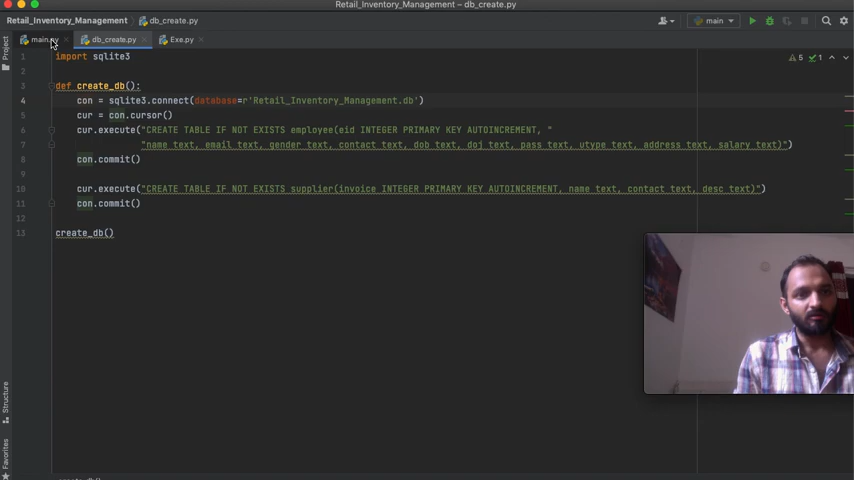 Retail_Inventory_Management – db_create.py
Retail_Inventory_Management
db_create.py
main
main.py
db_create.py
Exe.py
Project
1 import sqlite3
5 1
2
3 def create_db():
4 con = sqlite3.connect(database=r'Retail_Inventory_Management.db')
5 cur = con.cursor()
6 cur.execute("CREATE TABLE IF NOT EXISTS employee(eid INTEGER PRIMARY KEY AUTOINCREMENT, "
7 "name text, email text, gender text, contact text, dob text, doj text, pass text, utype text, address text, salary text)")
8 con.commit()
9
10 cur.execute("CREATE TABLE IF NOT EXISTS supplier(invoice INTEGER PRIMARY KEY AUTOINCREMENT, name text, contact text, desc text)")
11 con.commit()
12
13 create_db()
Structure
Favorites